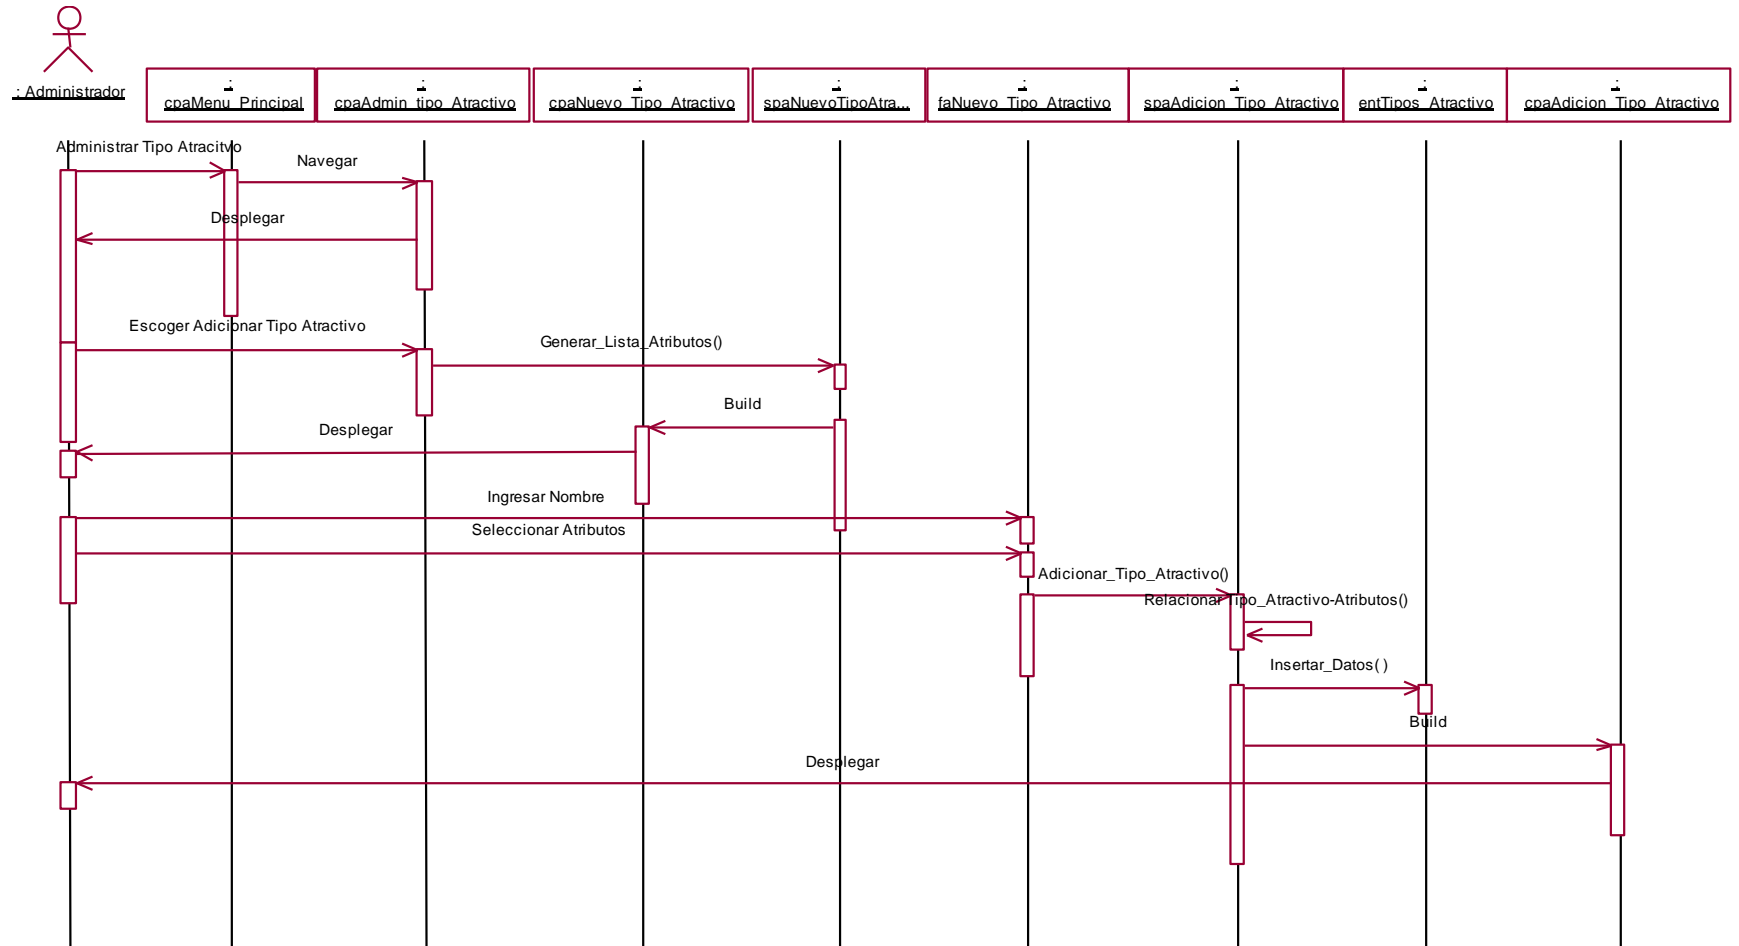 : Administrador
:
cpaMenu_Principal
:
cpaAdmin_tipo_Atractivo
:
cpaNuevo_Tipo_Atractivo
:
spaNuevoTipoAtra...
:
faNuevo_Tipo_Atractivo
:
spaAdicion_Tipo_Atractivo
:
entTipos_Atractivo
:
cpaAdicion_Tipo_Atractivo
Administrar Tipo Atracitvo
Navegar
Desplegar
Escoger Adicionar Tipo Atractivo
Generar_Lista_Atributos()
Build
Desplegar
Ingresar Nombre
Seleccionar Atributos
Adicionar_Tipo_Atractivo()
Relacionar Tipo_Atractivo-Atributos()
Insertar_Datos( )
Build
Desplegar